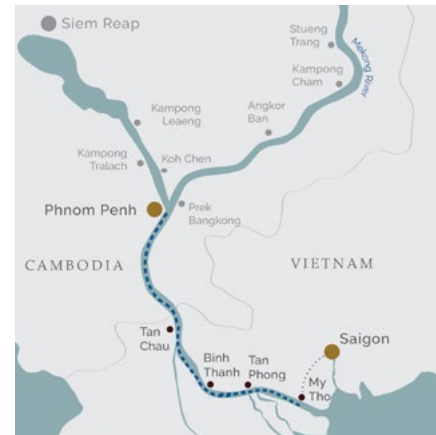 Siem Reap
Stueng
Trang
Mekong River
Kampong
Cham
Kampong
Leaeng
Angkor
Ban
Kampong
Tralach
Koh Chen
Phnom Penh
Prek
Bangkong
CAMBODIA
VIETNAM
Tan
Chau
Saigon
Binh
Thanh
Tan
Phong
My
Tho